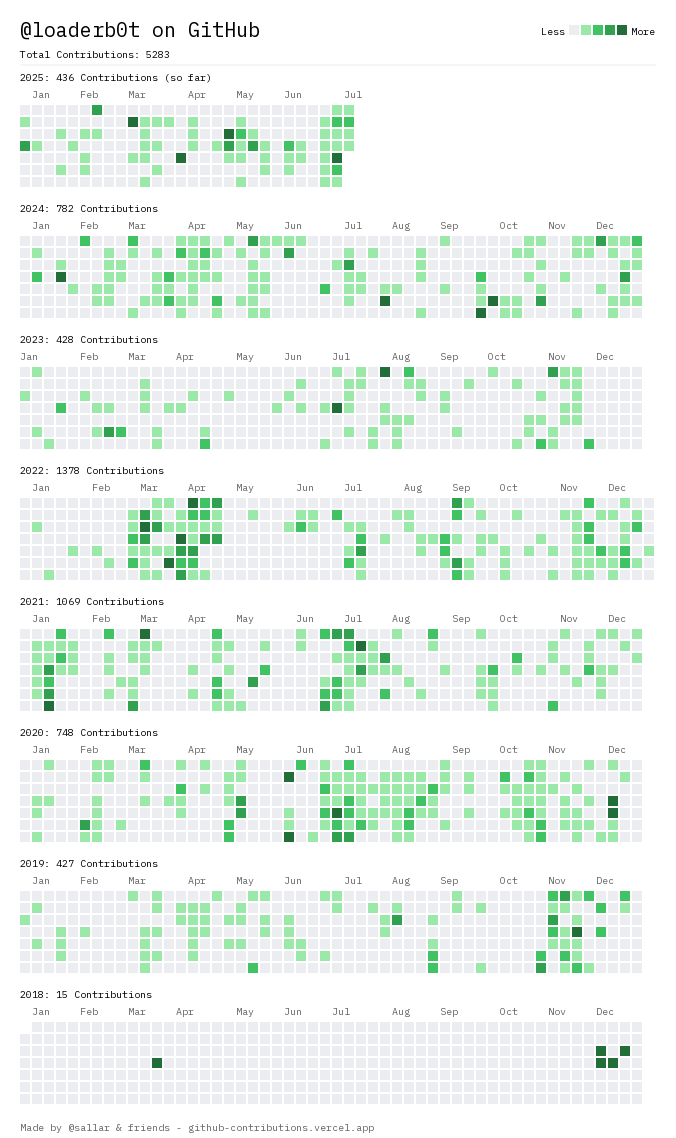 @loaderb0t on GitHub
Less More
Total Contributions: 5283
2025: 436 Contributions (so far)
Jan Feb Mar Apr May Jun Jul
2024: 782 Contributions
Jan Feb Mar Apr May Jun Jul Aug Sep Oct Nov Dec
2023: 428 Contributions
Jan Feb Mar Apr May Jun Jul Aug Sep Oct Nov Dec
2022: 1378 Contributions
Jan Feb Mar Apr May Jun Jul Aug Sep Oct Nov Dec
2021: 1069 Contributions
Jan Feb Mar Apr May Jun Jul Aug Sep Oct Nov Dec
2020: 748 Contributions
Jan Feb Mar Apr May Jun Jul Aug Sep Oct Nov Dec
2019: 427 Contributions
Jan Feb Mar Apr May Jun Jul Aug Sep Oct Nov Dec
2018: 15 Contributions
Jan Feb Mar Apr May Jun Jul Aug Sep Oct Nov Dec
Made by @sallar & friends - github-contributions.vercel.app